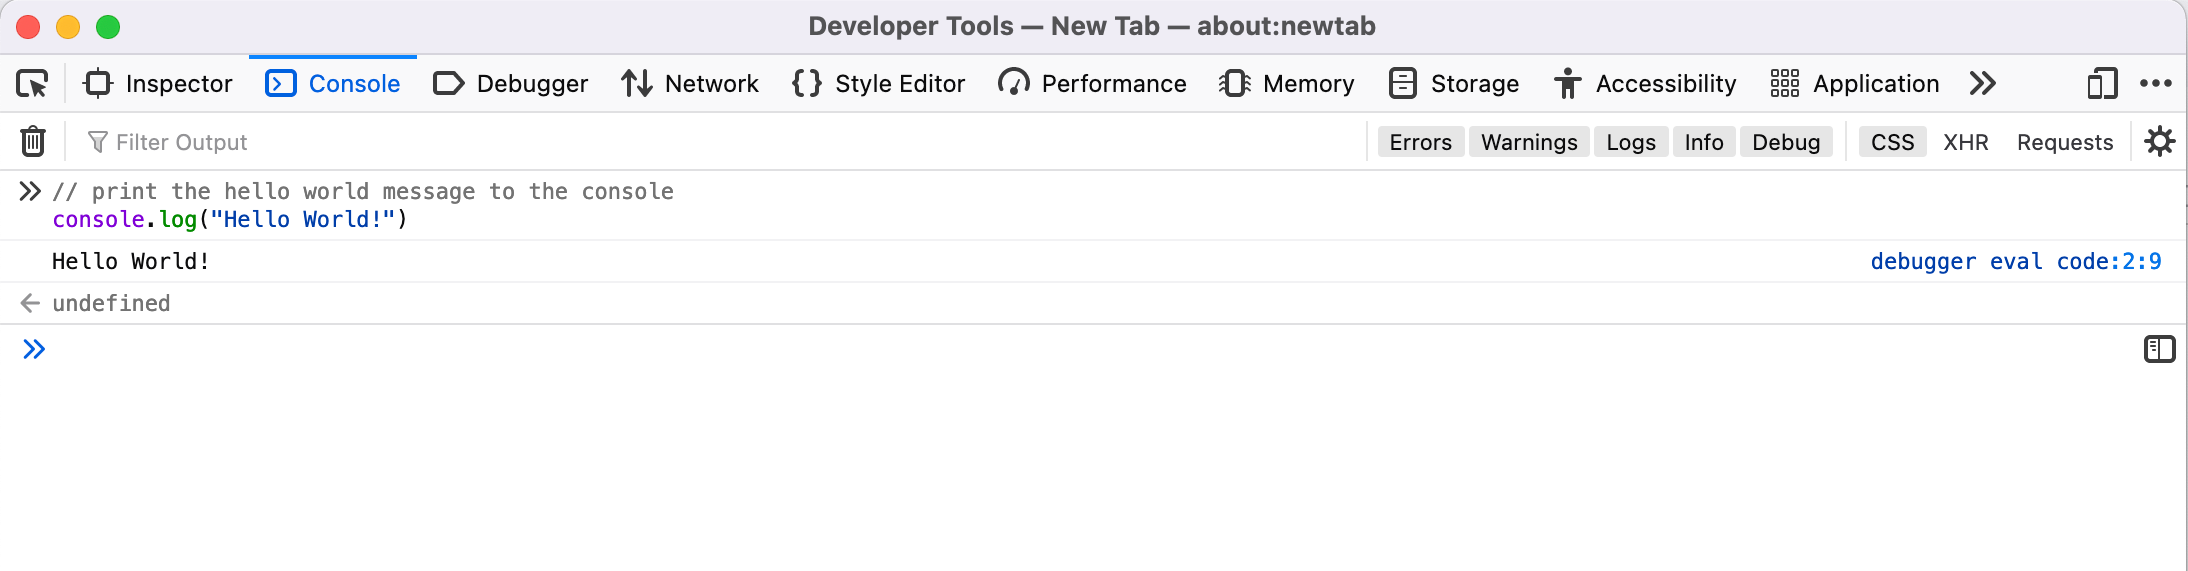 Developer Tools — New Tab — about:newtab
Inspector Console Debugger Network Style Editor Performance Memory Storage Accessibility Application
Filter Output Errors Warnings Logs Info Debug CSS XHR Requests
// print the hello world message to the console
console.log("Hello World!")
Hello World! debugger eval code:2:9
undefined